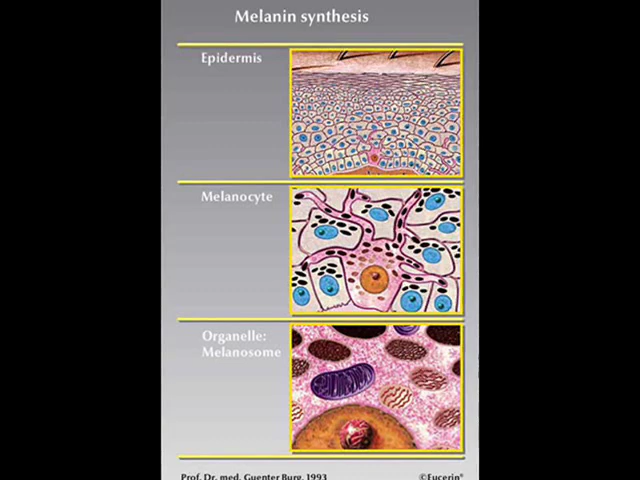 Melanin synthesis
Epidermis
Melanocyte
Organelle:
Melanosome
Prof. Dr. med. Guenter Burg, 1993 ©Eucerin®